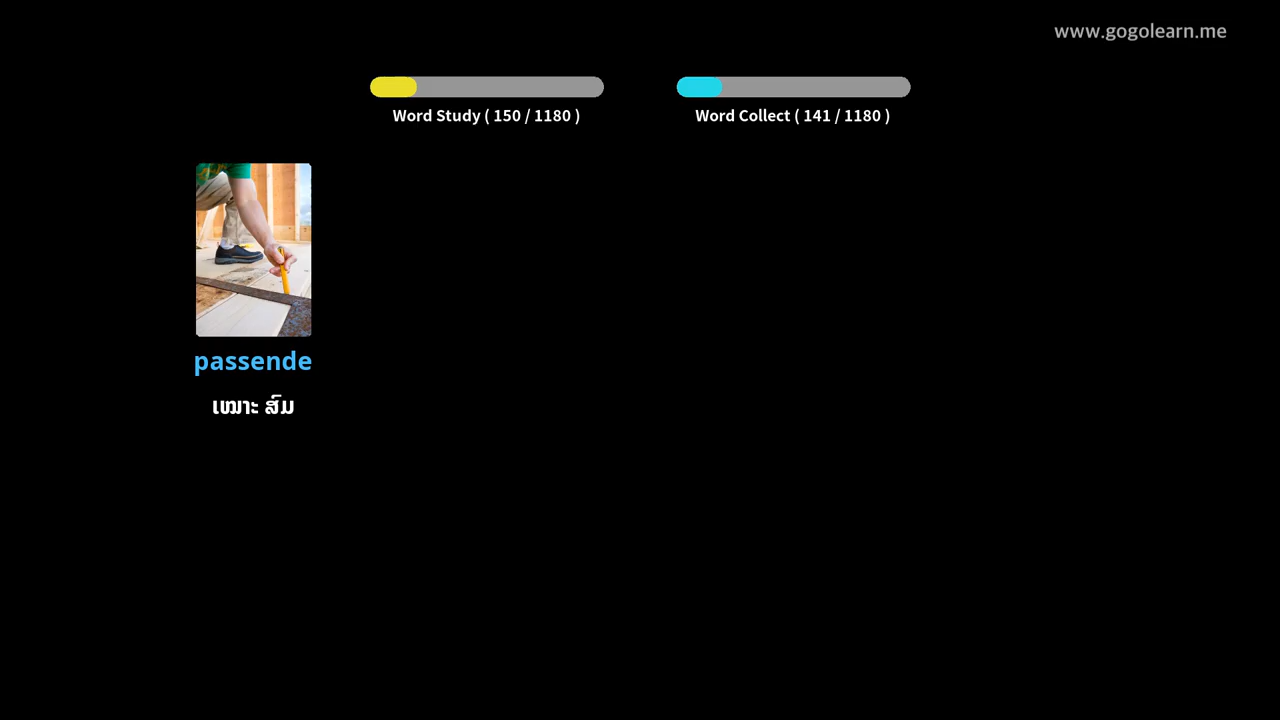 www.gogolearn.me
Word Study ( 150 / 1180 )
Word Collect ( 141 / 1180 )
passende
ເໝາະ ສົມ